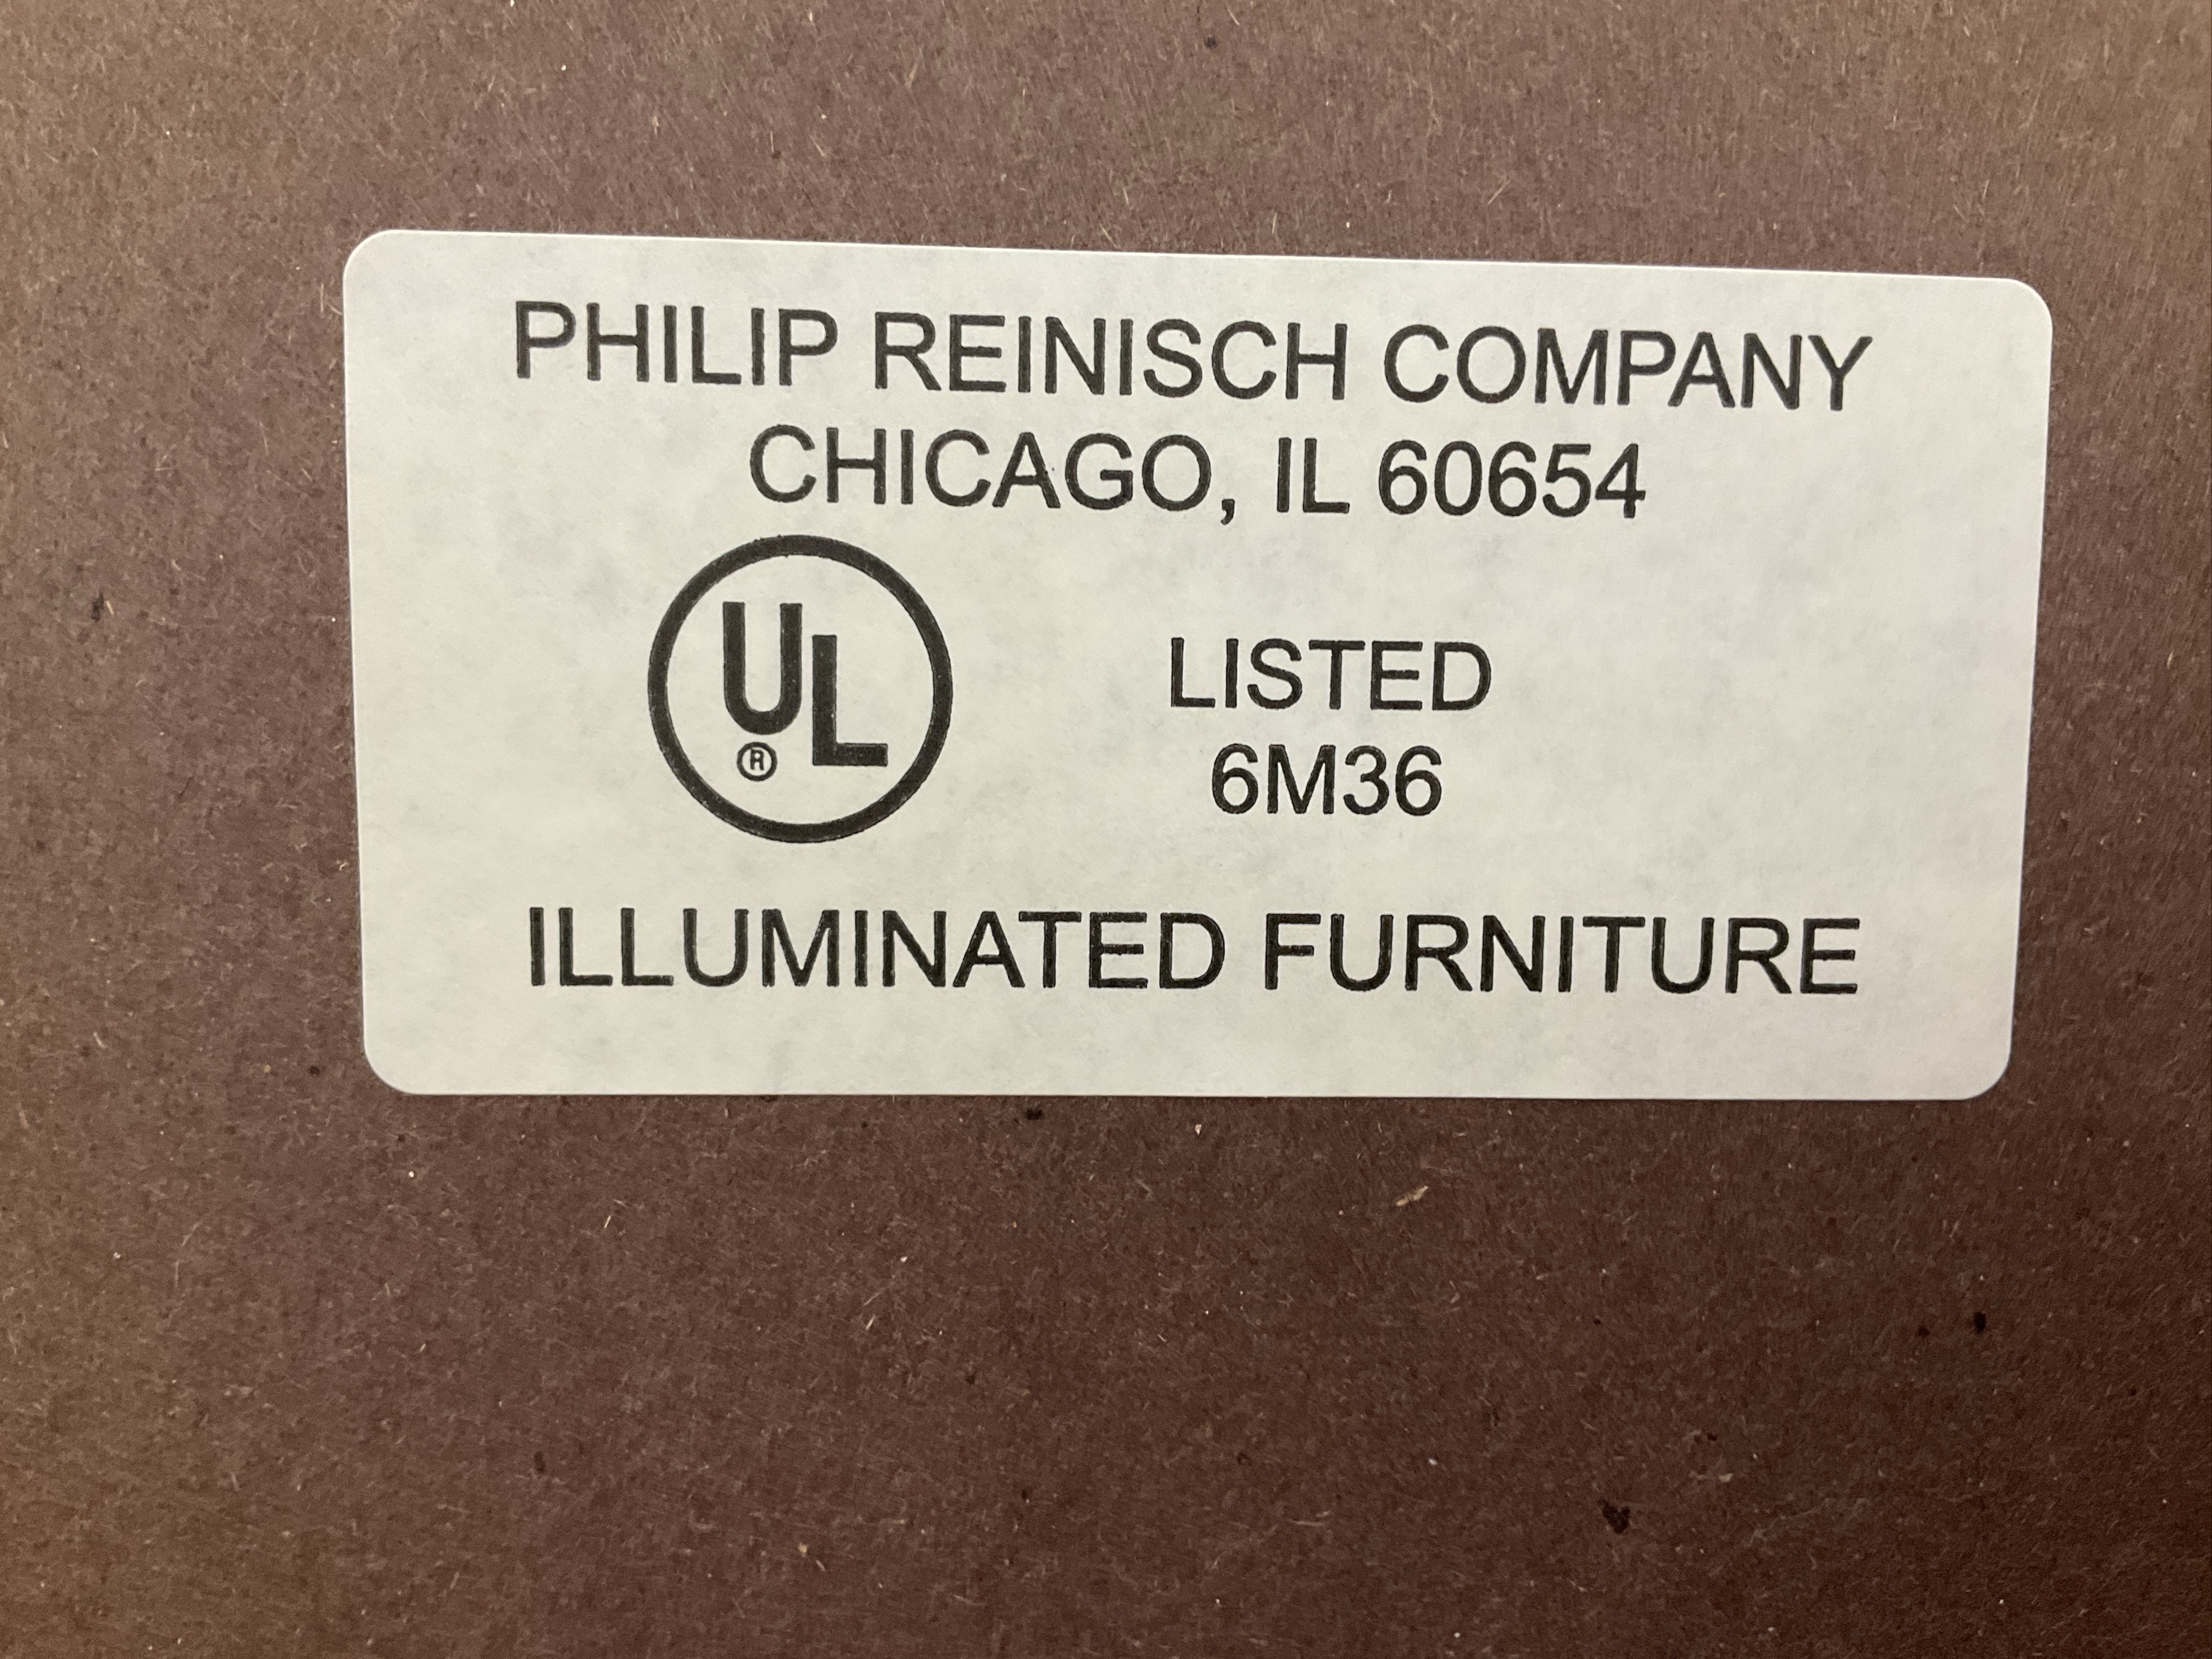 PHILIP REINISCH COMPANY
CHICAGO, IL 60654
UL ®
LISTED
6M36
ILLUMINATED FURNITURE